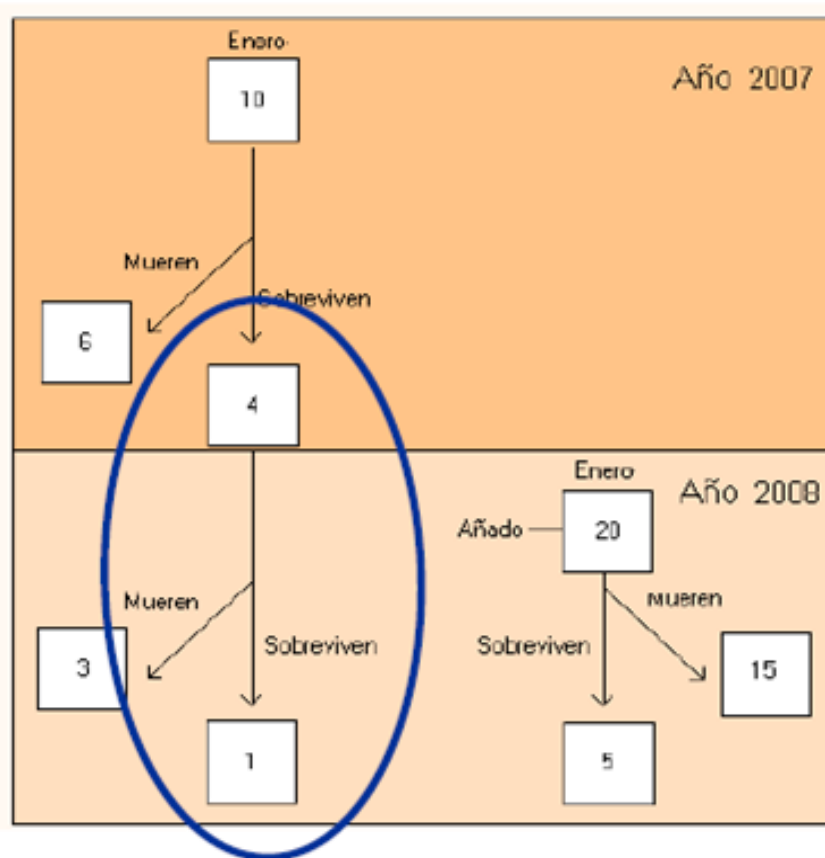 Enero
Año 2007
10
Mueren
Sobreviven
6
4
Enero
Año 2008
Añado
20
Mueren
Mueren
Sobreviven
Sobreviven
3
15
1
5